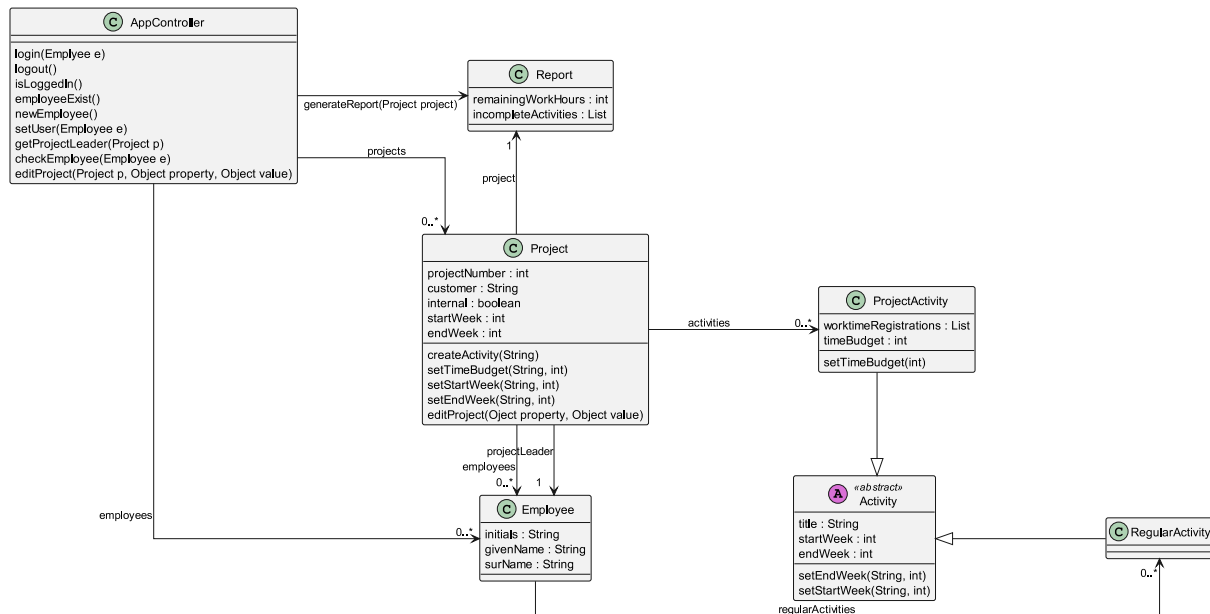 C AppController
login(Emplyee e)
logout()
isLoggedIn()
employeeExist()
newEmployee()
setUser(Employee e)
getProjectLeader(Project p)
checkEmployee(Employee e)
editProject(Project p, Object property, Object value)
generateReport(Project project)
C Report
remainingWorkHours : int
incompleteActivities : List
projects
1
project
0..*
C Project
projectNumber : int
customer : String
internal : boolean
startWeek : int
endWeek : int
createActivity(String)
setTimeBudget(String, int)
setStartWeek(String, int)
setEndWeek(String, int)
editProject(Oject property, Object value)
activities
0..*
C ProjectActivity
worktimeRegistrations : List
timeBudget : int
setTimeBudget(int)
projectLeader
employees
0..*
1
employees
0..*
C Employee
initials : String
givenName : String
surName : String
A «abstract»
Activity
title : String
startWeek : int
endWeek : int
setEndWeek(String, int)
setStartWeek(String, int)
C RegularActivity
0..*
regularActivities